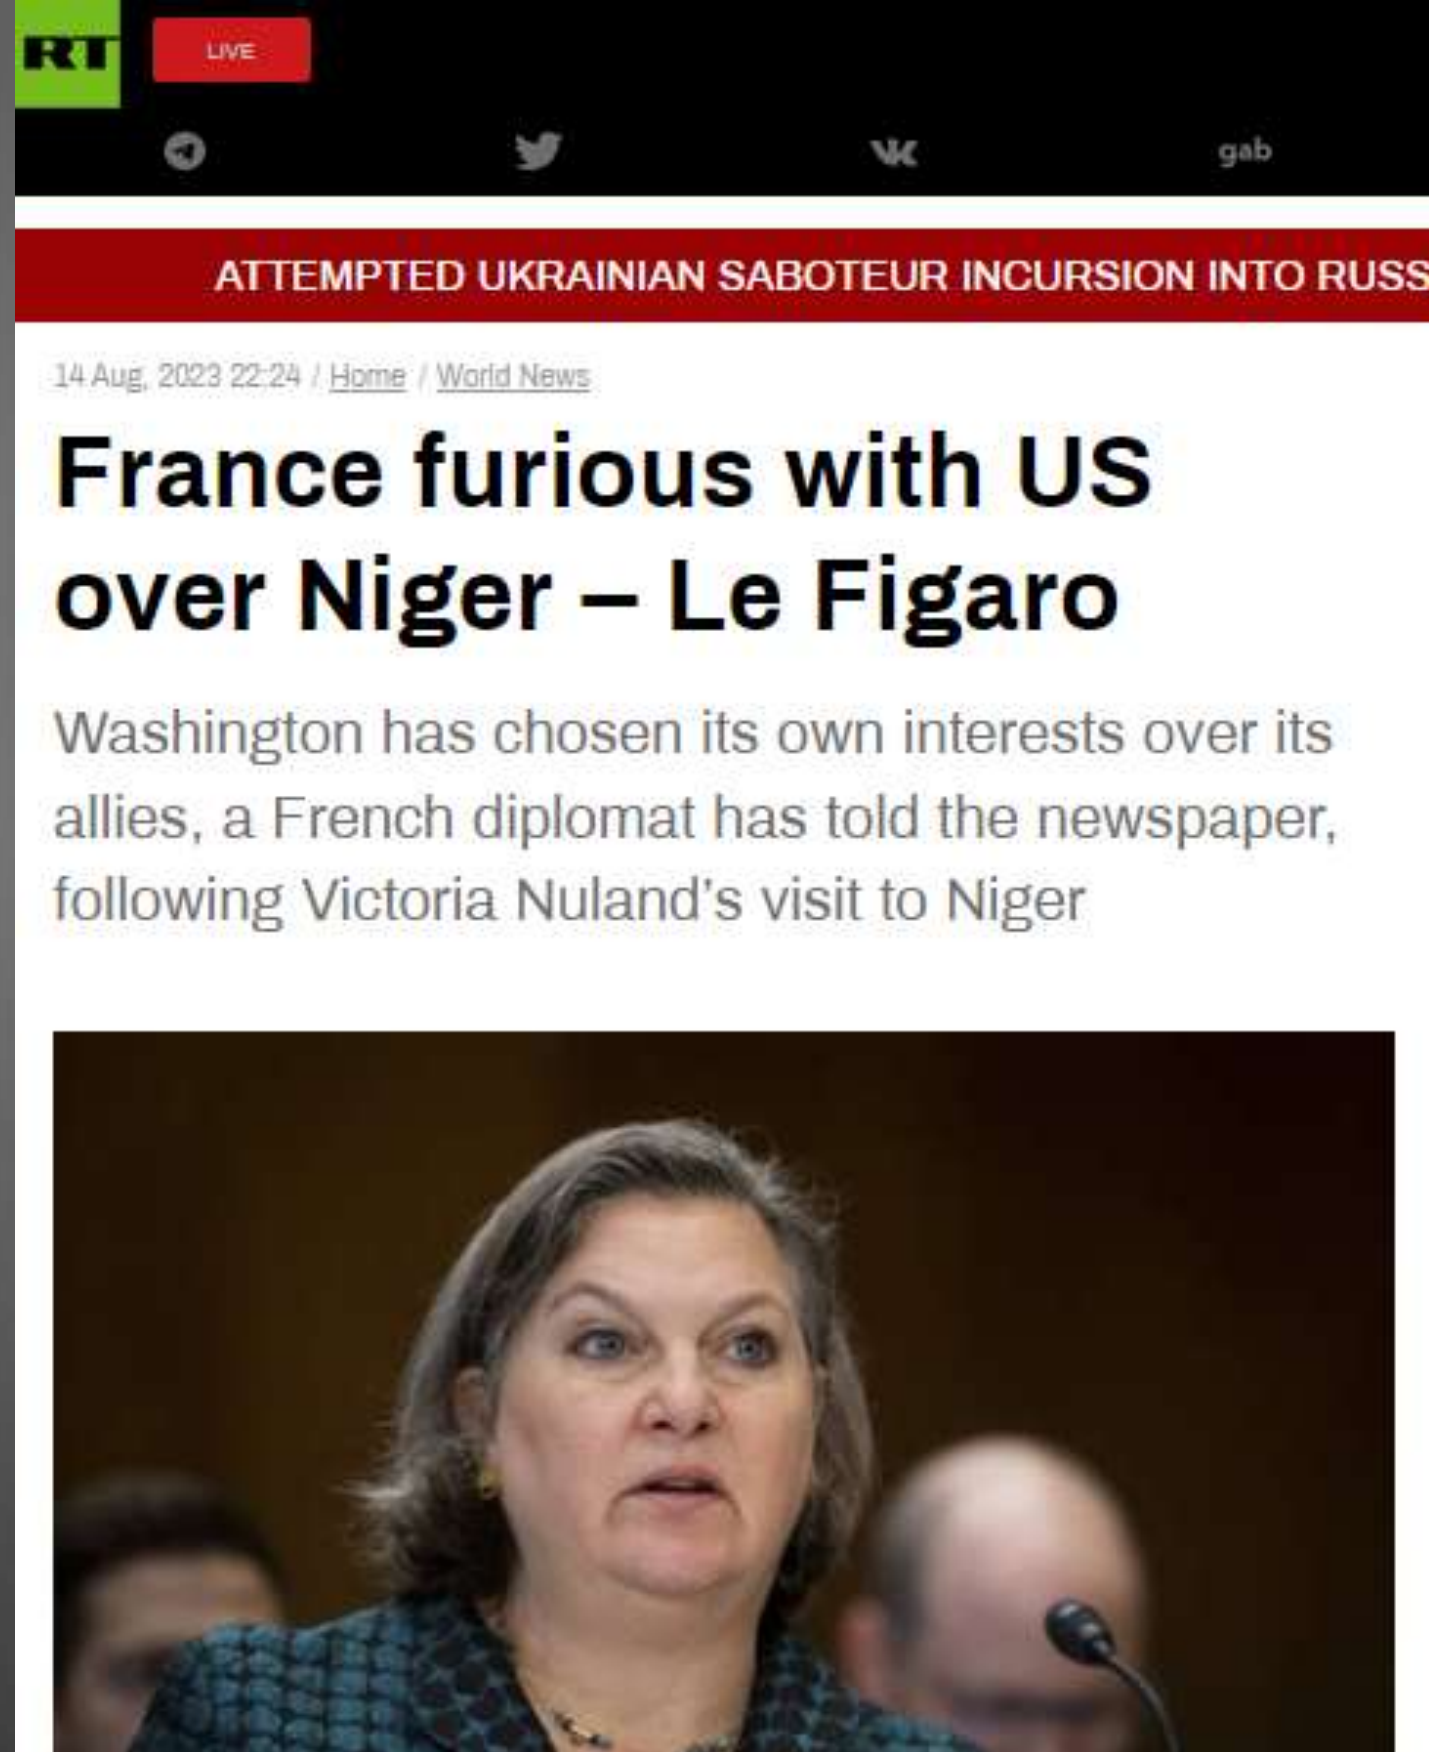 RT
LIVE
gab
ATTEMPTED UKRAINIAN SABOTEUR INCURSION INTO RUSS
14 Aug, 2023 22:24 / Home / World News
France furious with US
over Niger – Le Figaro
Washington has chosen its own interests over its
allies, a French diplomat has told the newspaper,
following Victoria Nuland's visit to Niger